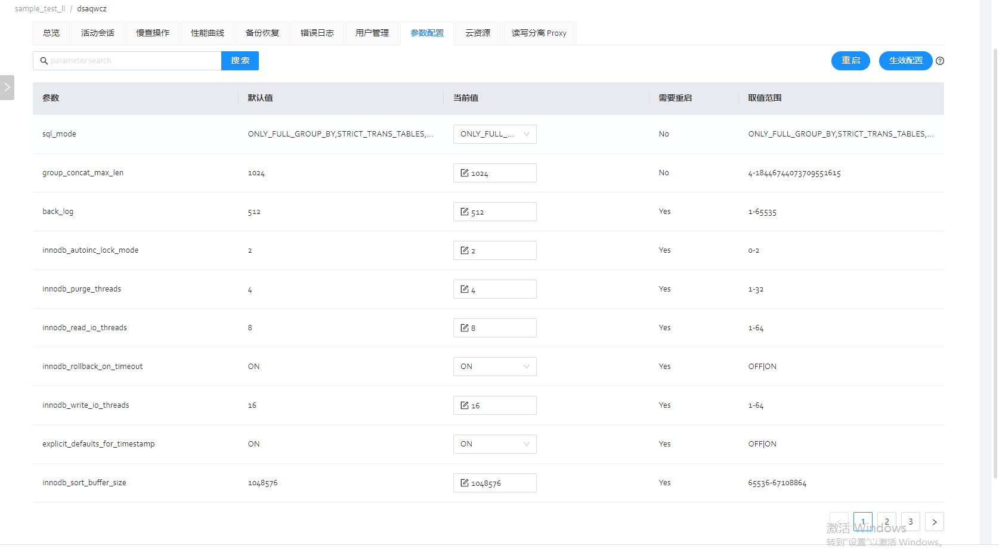 sample_test_ll / dsaqwcz
总览 活动会话 慢查操作 性能曲线 备份恢复 错误日志 用户管理 参数配置 云资源 读写分离 Proxy
parameter search 搜 索 重 启 生效配置
参数 默认值 当前值 需要重启 取值范围
sql_mode ONLY_FULL_GROUP_BY,STRICT_TRANS_TABLES,... ONLY_FULL_... No ONLY_FULL_GROUP_BY,STRICT_TRANS_TABLES,...
group_concat_max_len 1024 1024 No 4-18446744073709551615
back_log 512 512 Yes 1-65535
innodb_autoinc_lock_mode 2 2 Yes 0-2
innodb_purge_threads 4 4 Yes 1-32
innodb_read_io_threads 8 8 Yes 1-64
innodb_rollback_on_timeout ON ON Yes OFF|ON
innodb_write_io_threads 16 16 Yes 1-64
explicit_defaults_for_timestamp ON ON Yes OFF|ON
innodb_sort_buffer_size 1048576 1048576 Yes 65536-67108864
1 2 3
激活 Windows
转到“设置”以激活 Windows。